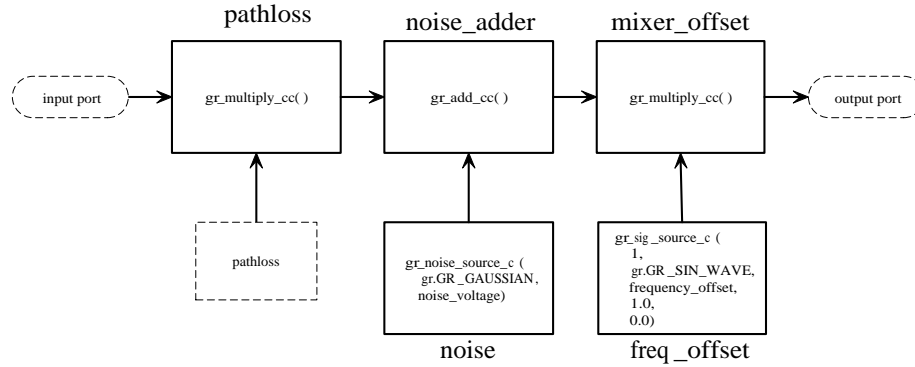 pathloss
noise_adder
mixer_offset
input port
gr_multiply_cc( )
gr_add_cc( )
gr_multiply_cc( )
output port
pathloss
gr_noise_source_c (
gr.GR_GAUSSIAN,
noise_voltage)
gr_sig_source_c (
1,
gr.GR_SIN_WAVE,
frequency_offset,
1.0,
0.0)
noise
freq_offset